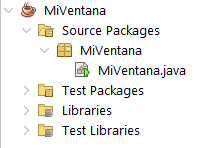 MiVentana
Source Packages
MiVentana
MiVentana.java
Test Packages
Libraries
Test Libraries